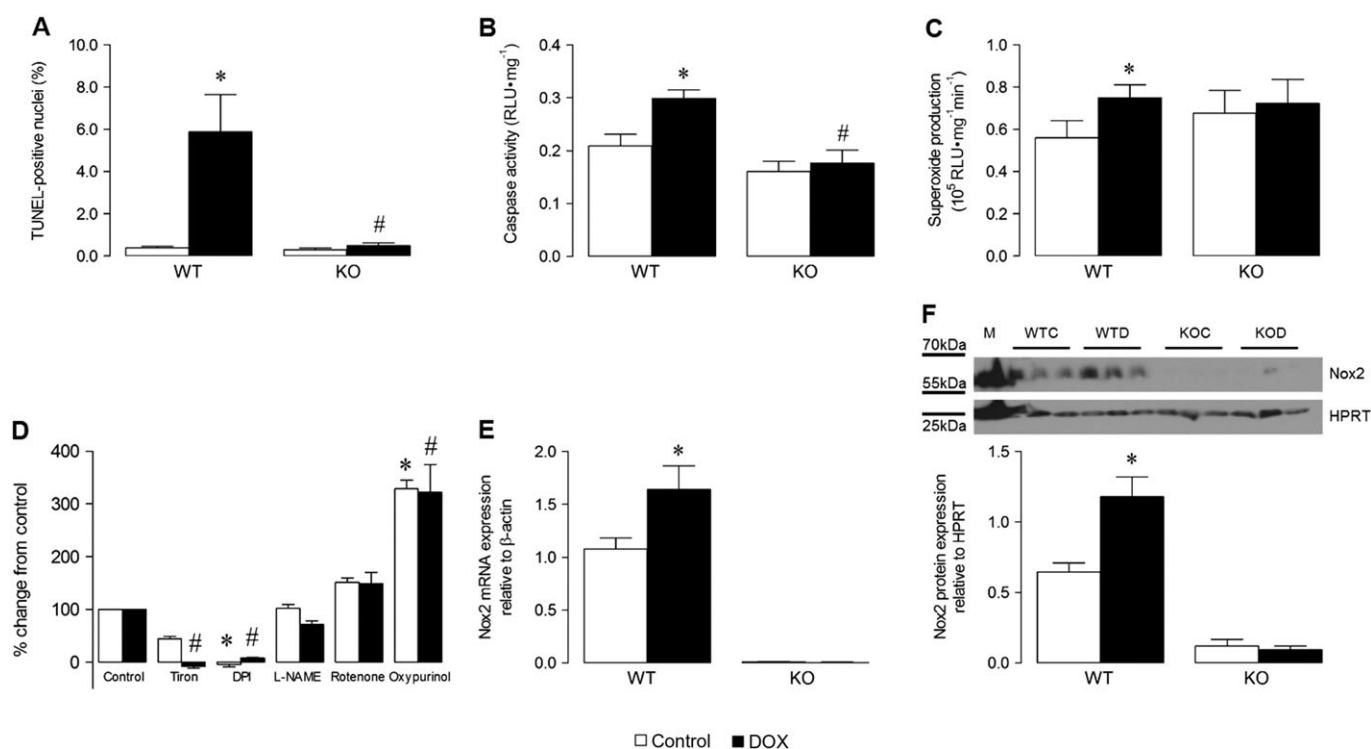 A
TUNEL-positive nuclei (%)
10.0
8.0
6.0
4.0
2.0
0.0
*
#
WT
KO
B
Caspase activity (RLU•mg⁻¹)
0.4
0.3
0.2
0.1
0.0
*
#
WT
KO
C
Superoxide production
(10⁵ RLU•mg⁻¹min⁻¹)
1.0
0.8
0.6
0.4
0.2
0.0
*
WT
KO
D
% change from control
400
300
200
100
0
# * # * #
Control Tiron DPI L-NAME Rotenone Oxypurinol
E
Nox2 mRNA expression
relative to β-actin
2.0
1.5
1.0
0.5
0.0
*
WT
KO
F
M WTC WTD KOC KOD
70kDa
55kDa
Nox2
25kDa
HPRT
Nox2 protein expression
relative to HPRT
1.5
1.0
0.5
0.0
*
WT
KO
Control DOX